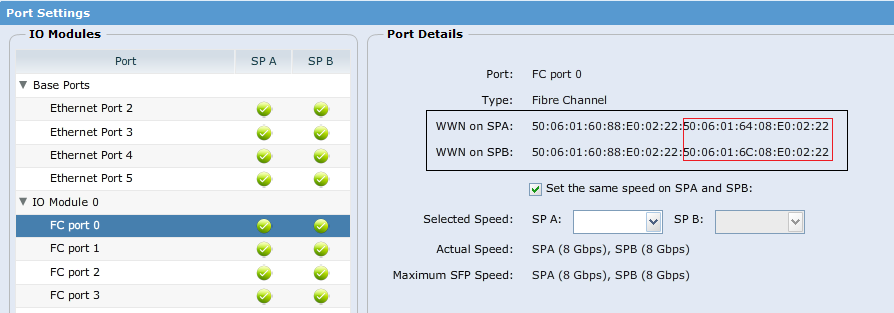 Port Settings
IO Modules
Port SP A SP B
Base Ports
Ethernet Port 2
Ethernet Port 3
Ethernet Port 4
Ethernet Port 5
IO Module 0
FC port 0
FC port 1
FC port 2
FC port 3
Port Details
Port: FC port 0
Type: Fibre Channel
WWN on SPA: 50:06:01:60:88:E0:02:22:50:06:01:64:08:E0:02:22
WWN on SPB: 50:06:01:60:88:E0:02:22:50:06:01:6C:08:E0:02:22
Set the same speed on SPA and SPB:
Selected Speed: SP A: SP B:
Actual Speed: SPA (8 Gbps), SPB (8 Gbps)
Maximum SFP Speed: SPA (8 Gbps), SPB (8 Gbps)